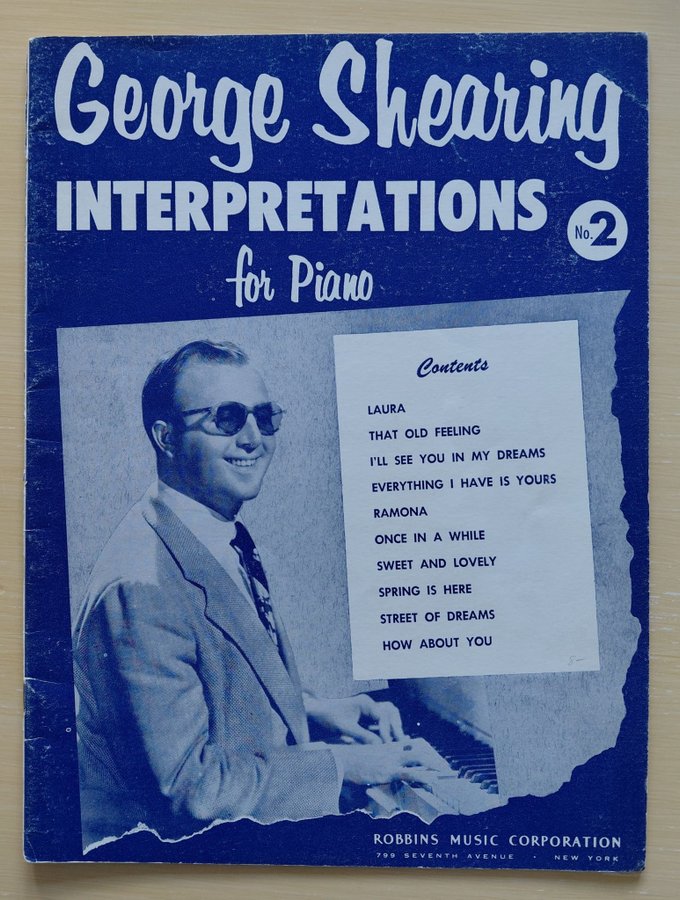 George Shearing
INTERPRETATIONS
No. 2
for Piano
Contents
LAURA
THAT OLD FEELING
I'LL SEE YOU IN MY DREAMS
EVERYTHING I HAVE IS YOURS
RAMONA
ONCE IN A WHILE
SWEET AND LOVELY
SPRING IS HERE
STREET OF DREAMS
HOW ABOUT YOU
ROBBINS MUSIC CORPORATION
799 SEVENTH AVENUE • NEW YORK